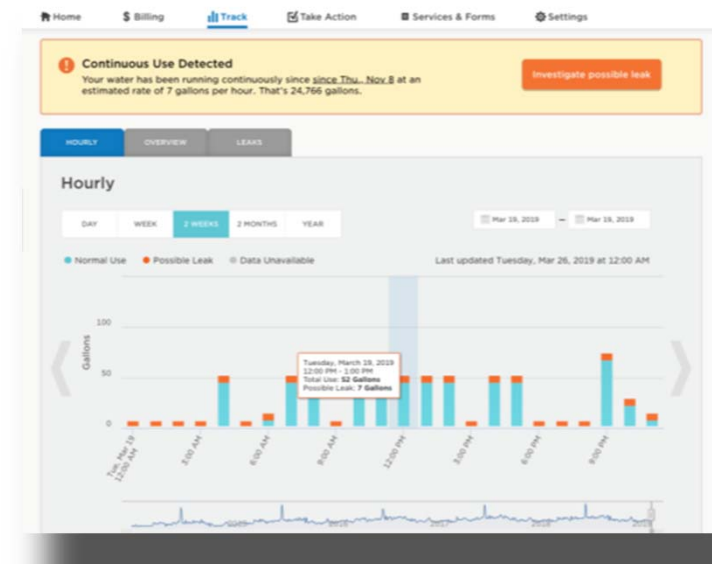 Home $ Billing Track Take Action Services & Forms Settings
Continuous Use Detected
Your water has been running continuously since since Thu., Nov 8 at an
estimated rate of 7 gallons per hour. That's 24,766 gallons.
Investigate possible leak
HOURLY OVERVIEW LEAKS
Hourly
DAY WEEK 2 WEEKS 2 MONTHS YEAR
Mar 19, 2019 – Mar 19, 2019
Normal Use Possible Leak Data Unavailable
Last updated Tuesday, Mar 26, 2019 at 12:00 AM
Gallons
100
50
0
Tuesday, March 19, 2019
12:00 PM - 1:00 PM
Total Use: 52 Gallons
Possible Leak: 7 Gallons
Tue, Mar 19
12:00 AM
3:00 AM
6:00 AM
9:00 AM
12:00 PM
3:00 PM
6:00 PM
9:00 PM
2015 2016 2017 2018 2019